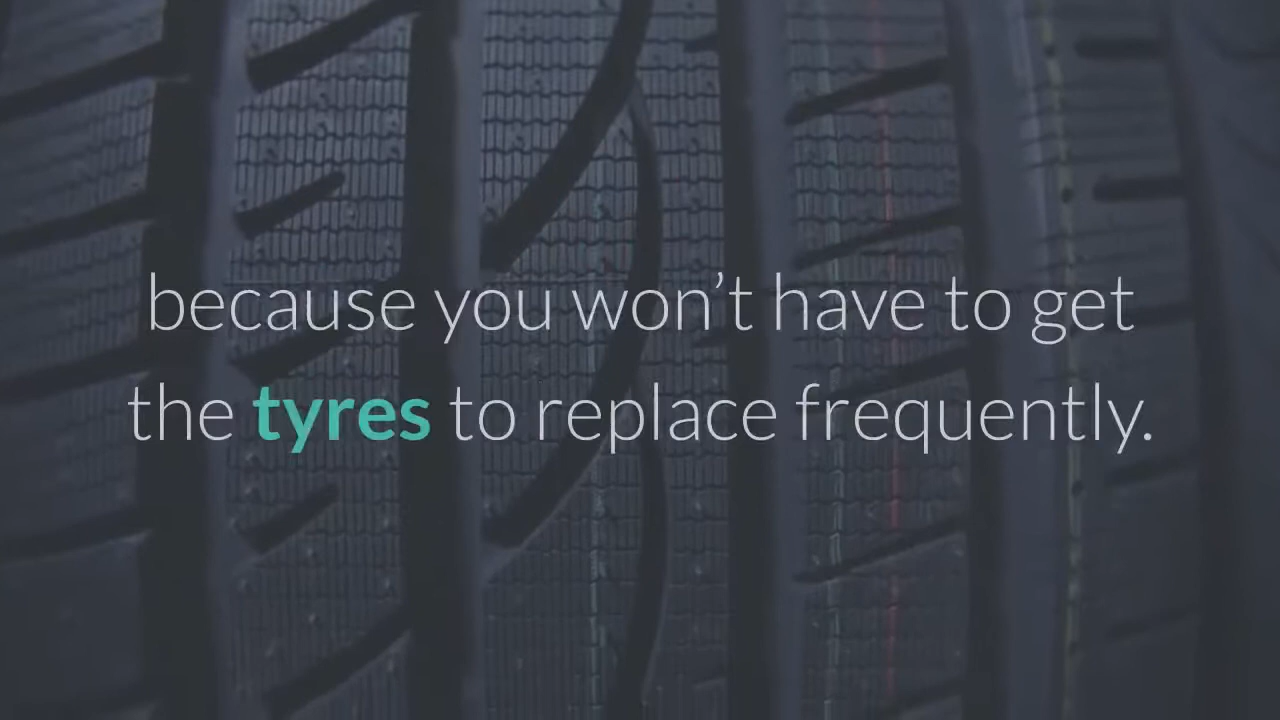 because you won’t have to get
the tyres to replace frequently.